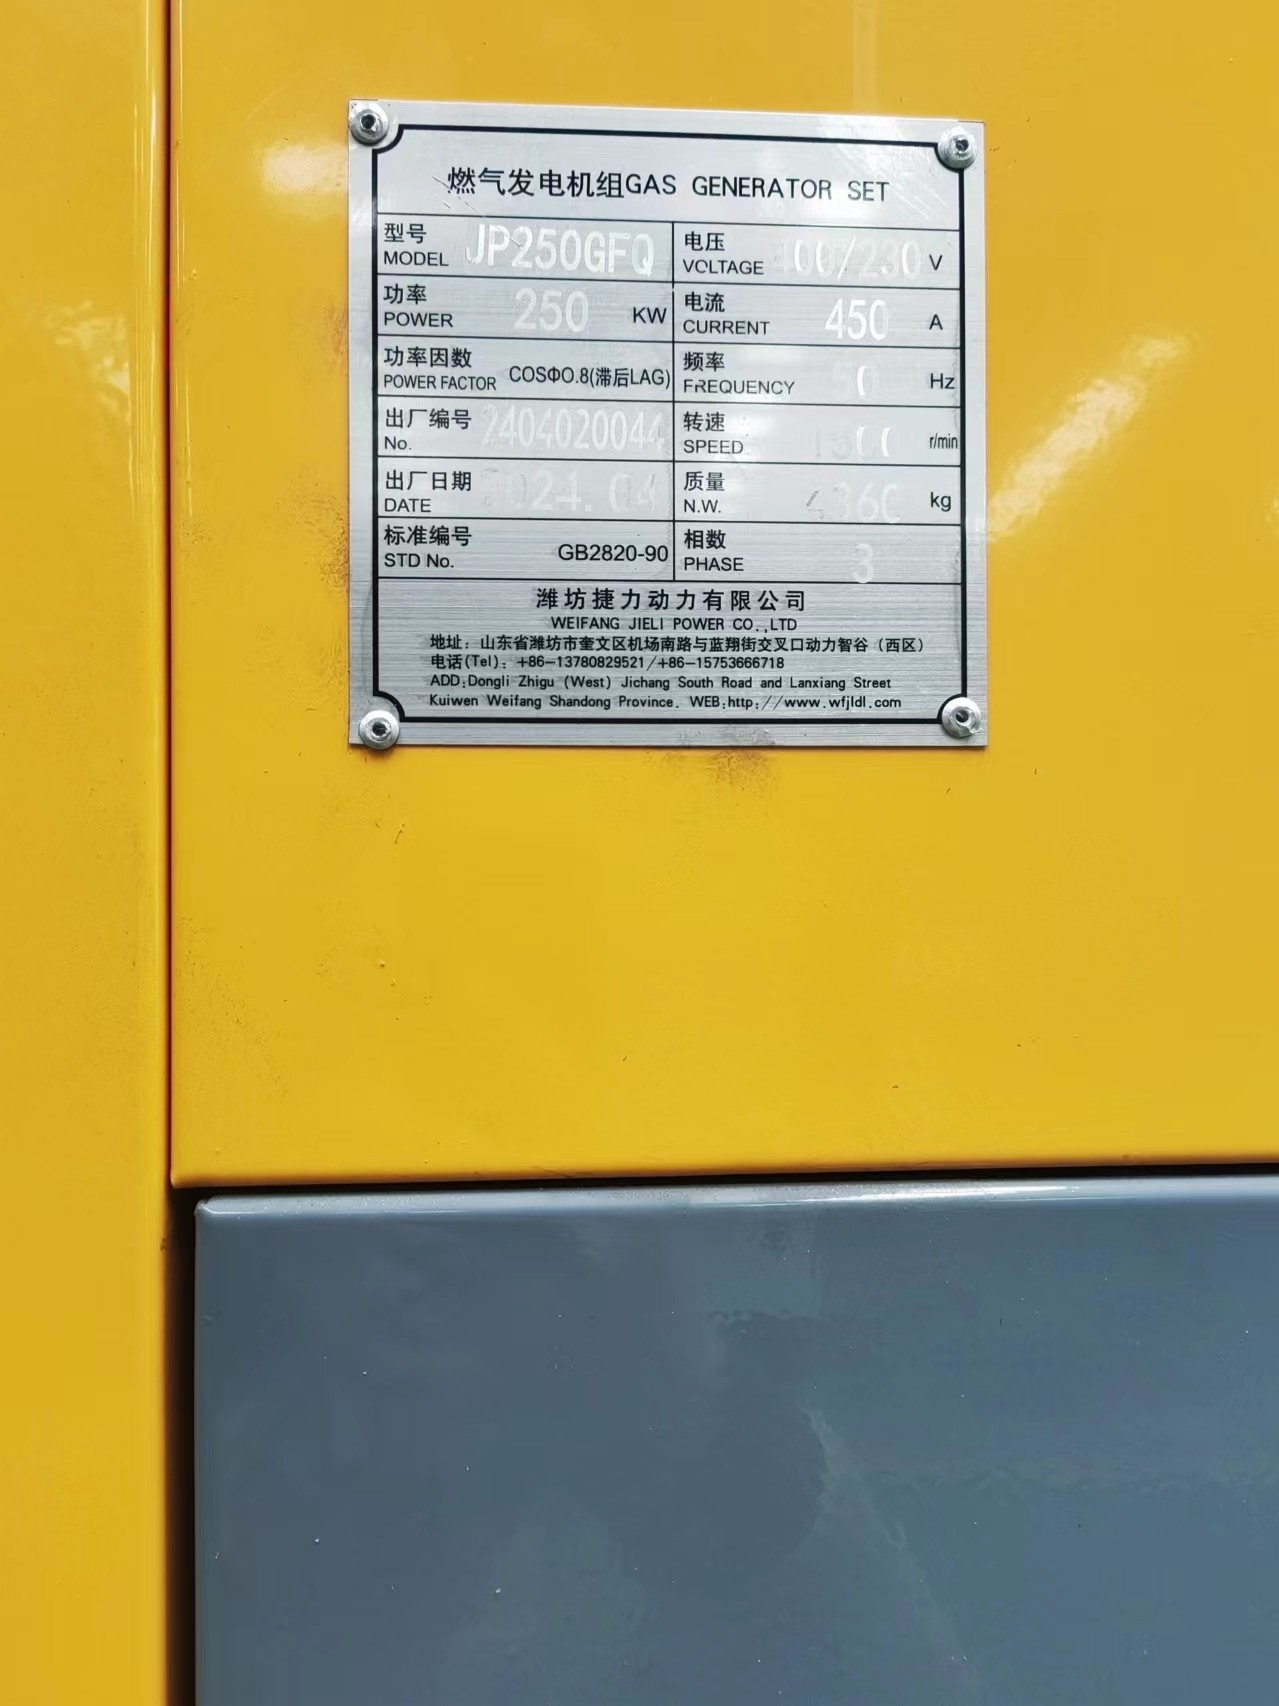 燃气发电机组GAS GENERATOR SET
型号 MODEL JP250GFQ
电压 VOLTAGE 400/230 V
功率 POWER 250 KW
电流 CURRENT 450 A
功率因数 POWER FACTOR COSΦ0.8(滞后LAG)
频率 FREQUENCY 50 Hz
出厂编号 No. 2404020044
转速 SPEED 1500 r/min
出厂日期 DATE 2024.04
质量 N.W. 4360 kg
标准编号 STD No. GB2820-90
相数 PHASE 3
潍坊捷力动力有限公司
WEIFANG JIELI POWER CO.,LTD
地址：山东省潍坊市奎文区机场南路与蓝翔街交叉口动力智谷（西区）
电话(Tel)：+86-13780829521/+86-15753666718
ADD:Dongli Zhigu (West) Jichang South Road and Lanxiang Street
Kuiwen Weifang Shandong Province. WEB:http://www.wfjldl.com